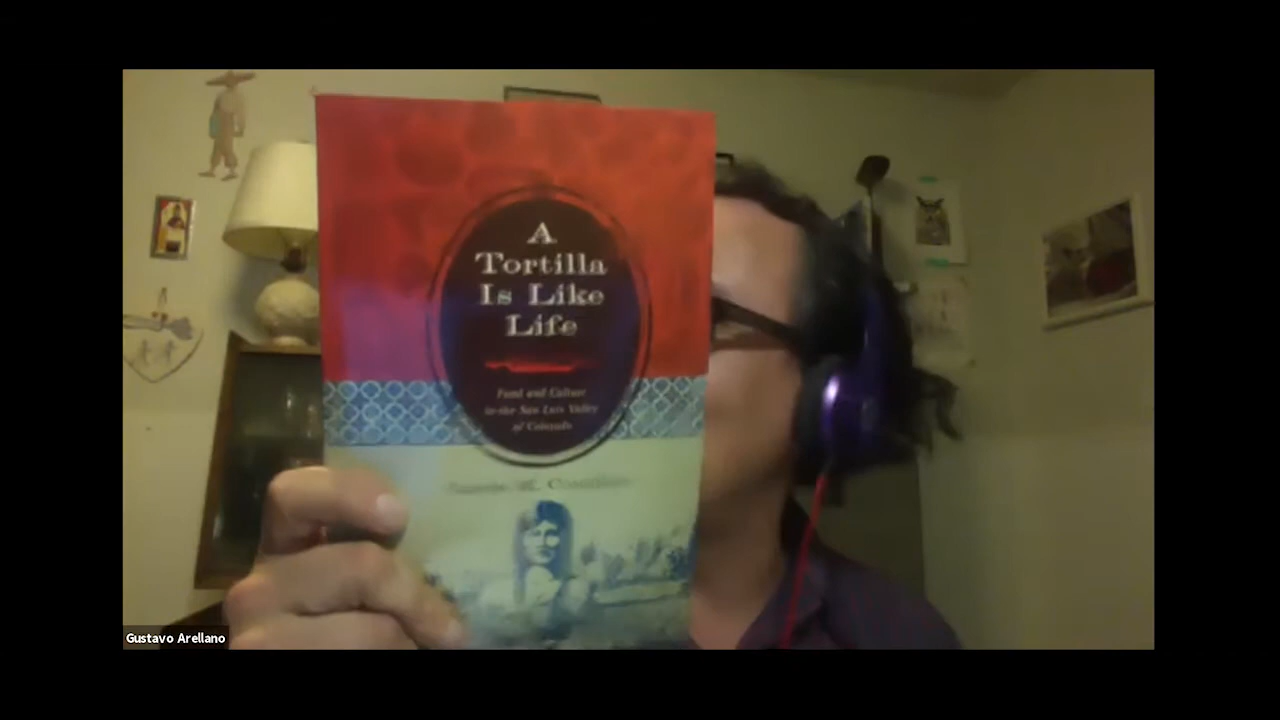 A
Tortilla
Is Like
Life
Food and Culture
in the San Luis Valley
of Colorado
Gustavo Arellano